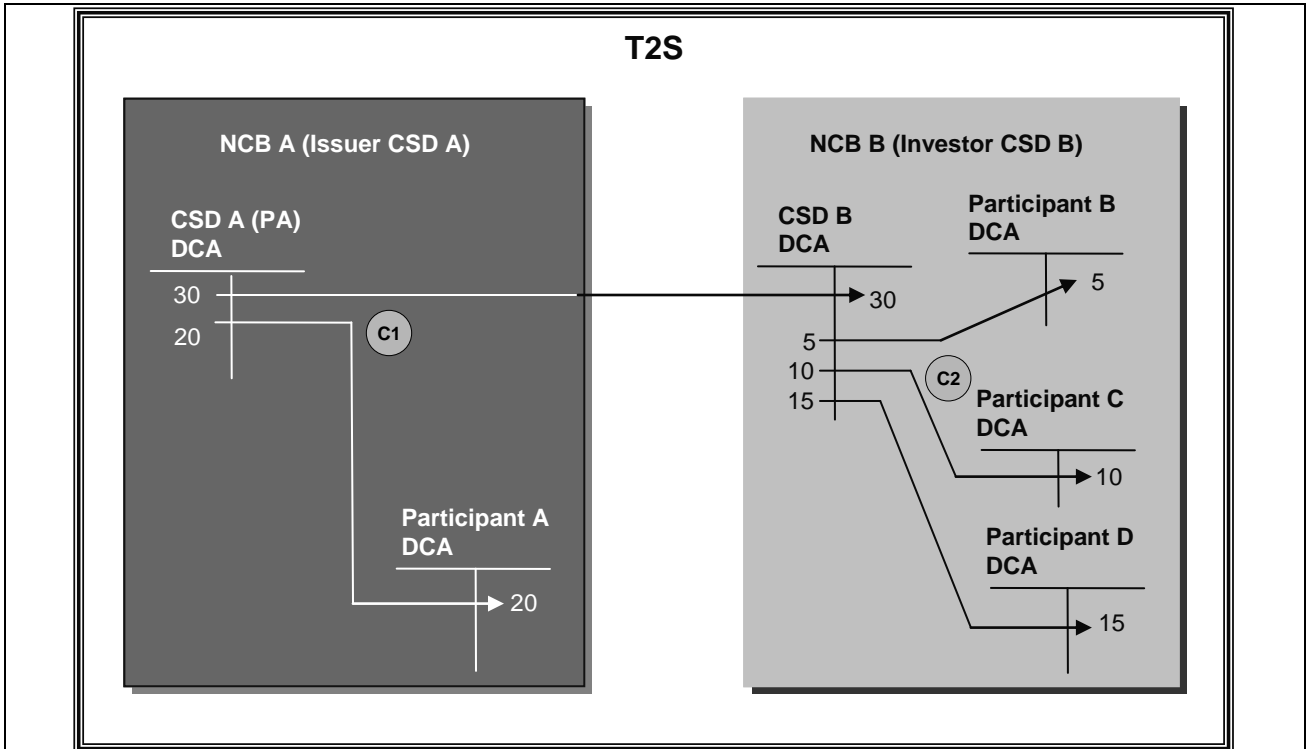 T2S
NCB A (Issuer CSD A)
CSD A (PA)
DCA
30
20
C1
Participant A
DCA
20
NCB B (Investor CSD B)
CSD B
DCA
30
5
10
15
C2
Participant B
DCA
5
Participant C
DCA
10
Participant D
DCA
15